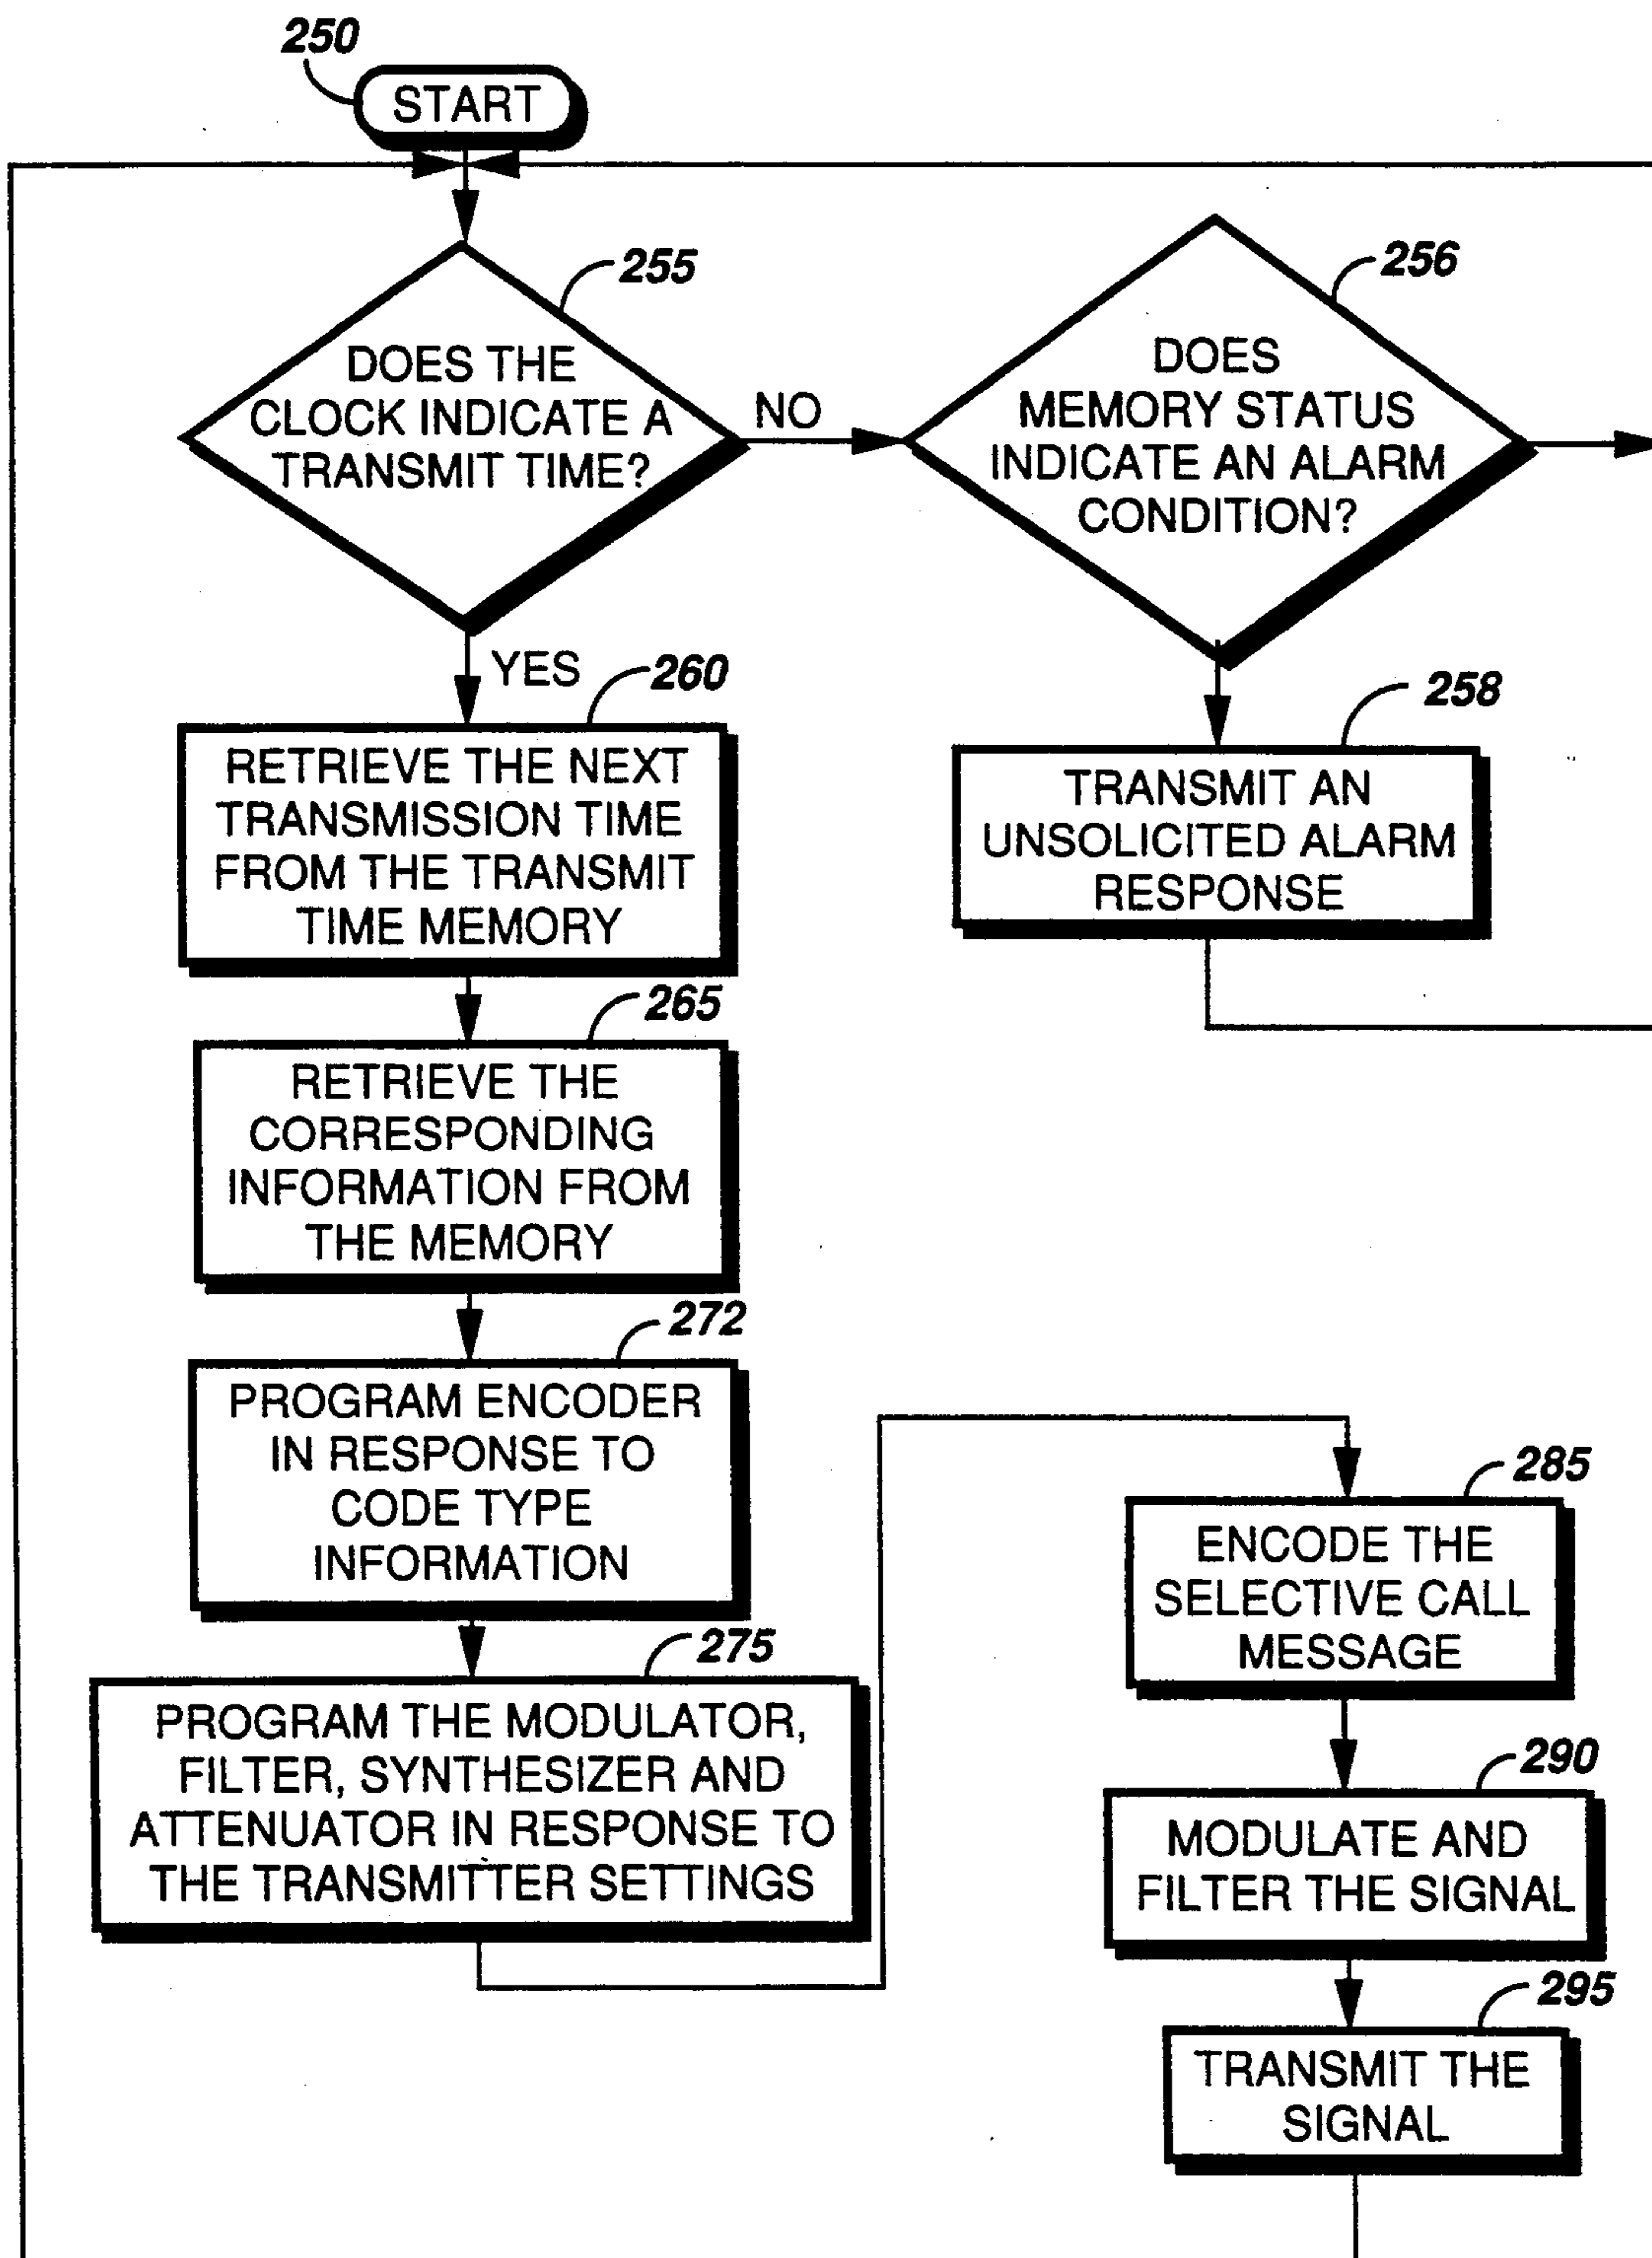 250
START
255
DOES THE
CLOCK INDICATE A
TRANSMIT TIME?
NO
256
DOES
MEMORY STATUS
INDICATE AN ALARM
CONDITION?
YES
260
RETRIEVE THE NEXT
TRANSMISSION TIME
FROM THE TRANSMIT
TIME MEMORY
258
TRANSMIT AN
UNSOLICITED ALARM
RESPONSE
265
RETRIEVE THE
CORRESPONDING
INFORMATION FROM
THE MEMORY
272
PROGRAM ENCODER
IN RESPONSE TO
CODE TYPE
INFORMATION
275
PROGRAM THE MODULATOR,
FILTER, SYNTHESIZER AND
ATTENUATOR IN RESPONSE TO
THE TRANSMITTER SETTINGS
285
ENCODE THE
SELECTIVE CALL
MESSAGE
290
MODULATE AND
FILTER THE SIGNAL
295
TRANSMIT THE
SIGNAL